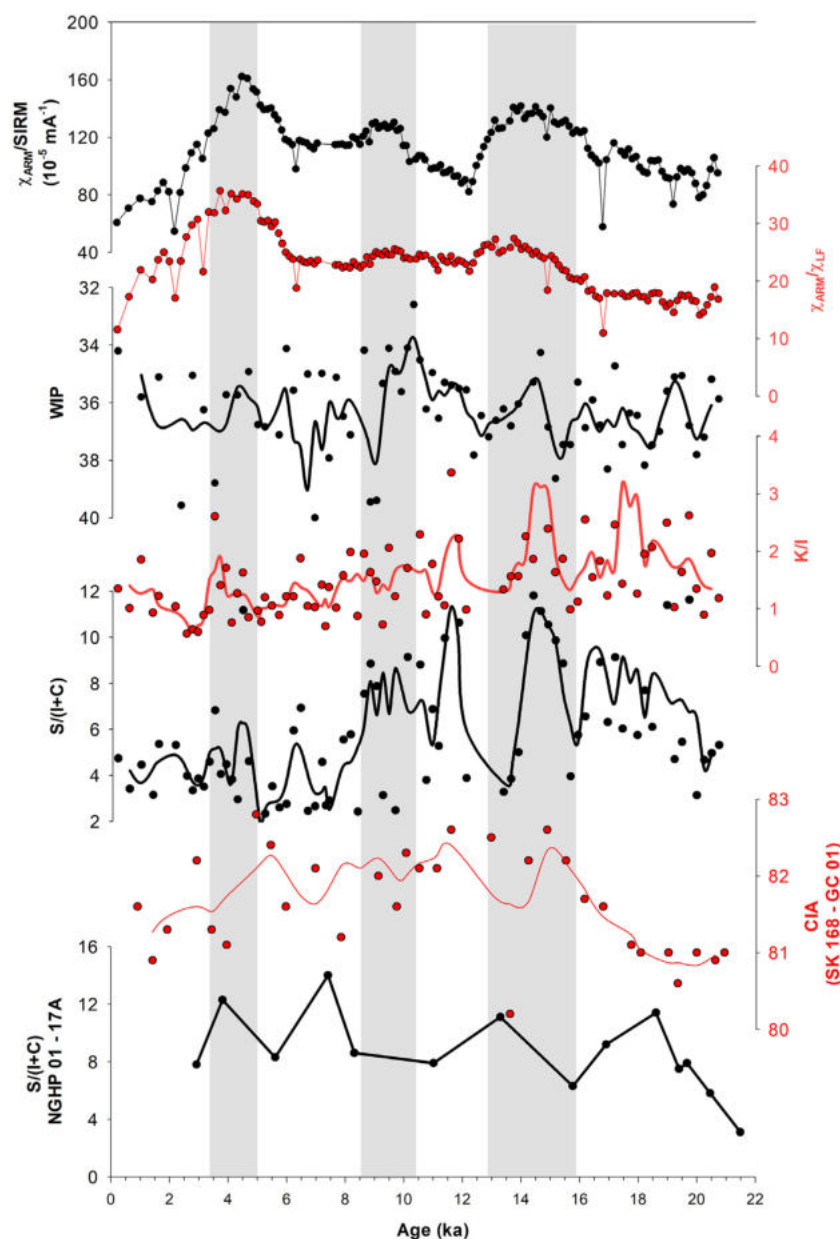 200
160
120
80
40
χARM/SIRM
(10⁻⁵ mA⁻¹)
40
30
20
10
0
χARM/χLF
32
34
36
38
40
WIP
4
3
2
1
0
K/I
12
10
8
6
4
2
S/(I+C)
83
82
81
80
CIA
(SK 168 - GC 01)
16
12
8
4
0
S/(I+C)
NGHP 01 - 17A
0 2 4 6 8 10 12 14 16 18 20 22
Age (ka)